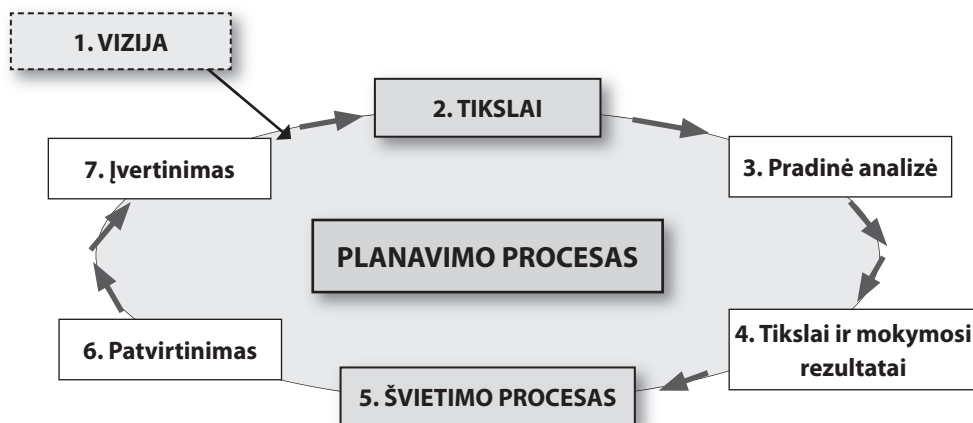 1. VIZIJA
2. TIKSLAI
7. Įvertinimas
3. Pradinė analizė
PLANAVIMO PROCESAS
6. Patvirtinimas
4. Tikslai ir mokymosi
rezultatai
5. ŠVIETIMO PROCESAS